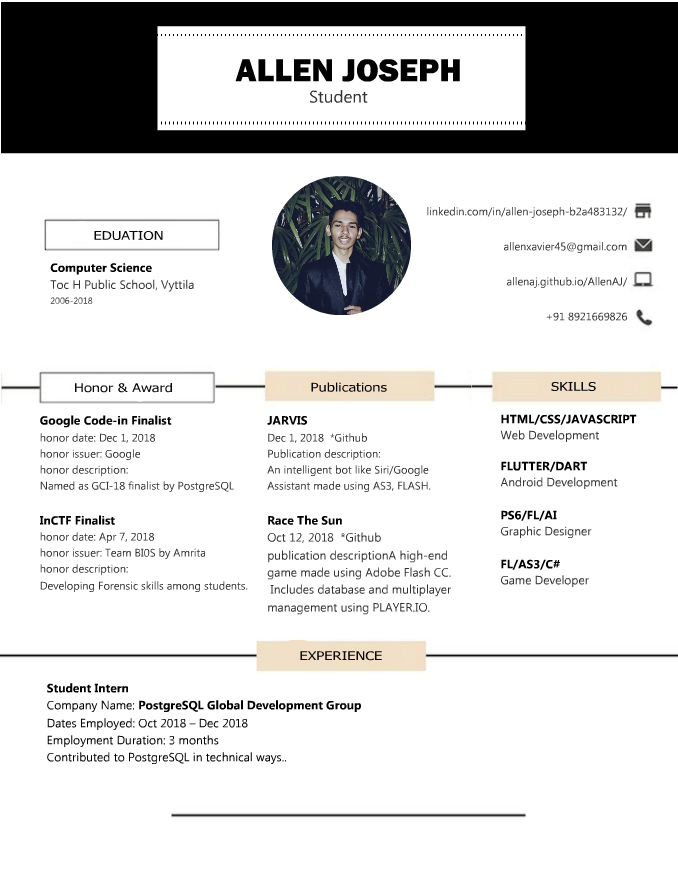 ALLEN JOSEPH
Student
EDUATION
Computer Science
Toc H Public School, Vyttila
2006-2018
linkedin.com/in/allen-joseph-b2a483132/
allenxavier45@gmail.com
allenaj.github.io/AllenAJ/
+91 8921669826
Honor & Award
Google Code-in Finalist
honor date: Dec 1, 2018
honor issuer: Google
honor description:
Named as GCI-18 finalist by PostgreSQL
InCTF Finalist
honor date: Apr 7, 2018
honor issuer: Team BI0S by Amrita
honor description:
Developing Forensic skills among students.
Publications
JARVIS
Dec 1, 2018 *Github
Publication description:
An intelligent bot like Siri/Google
Assistant made using AS3, FLASH.
Race The Sun
Oct 12, 2018 *Github
publication descriptionA high-end
game made using Adobe Flash CC.
Includes database and multiplayer
management using PLAYER.IO.
SKILLS
HTML/CSS/JAVASCRIPT
Web Development
FLUTTER/DART
Android Development
PS6/FL/AI
Graphic Designer
FL/AS3/C#
Game Developer
EXPERIENCE
Student Intern
Company Name: PostgreSQL Global Development Group
Dates Employed: Oct 2018 – Dec 2018
Employment Duration: 3 months
Contributed to PostgreSQL in technical ways..